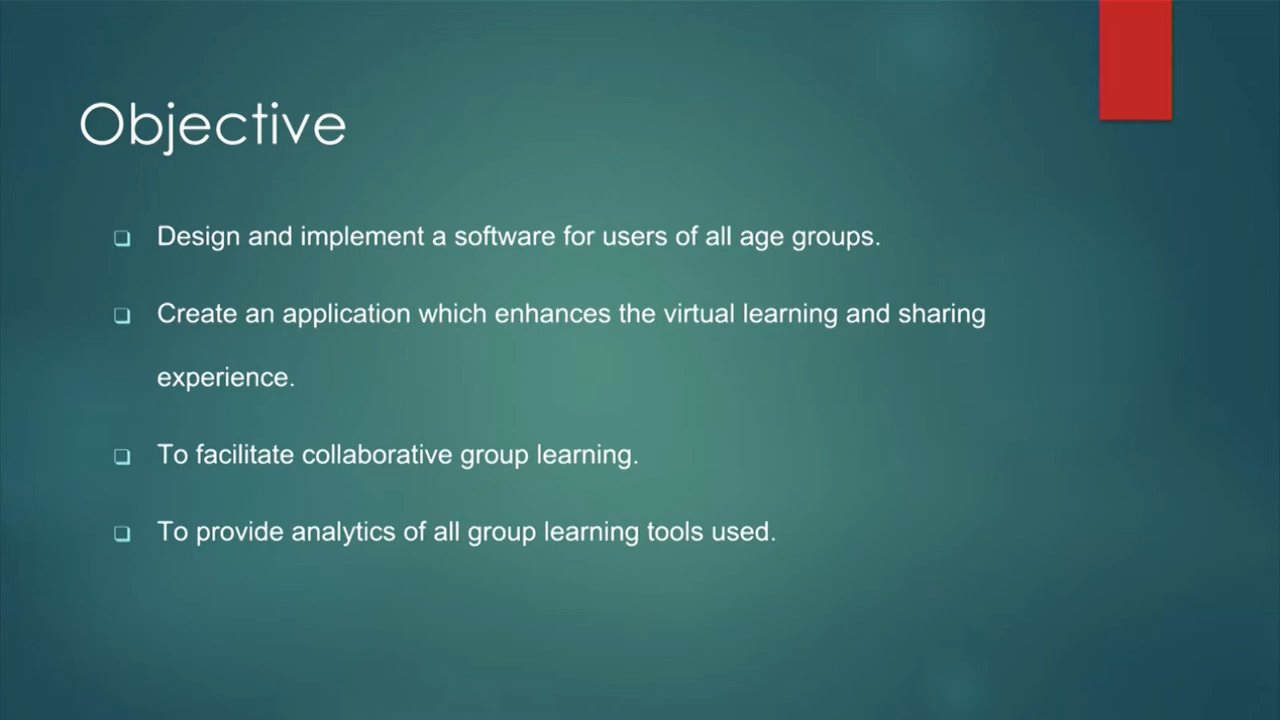 Objective
Design and implement a software for users of all age groups.
Create an application which enhances the virtual learning and sharing
experience.
To facilitate collaborative group learning.
To provide analytics of all group learning tools used.